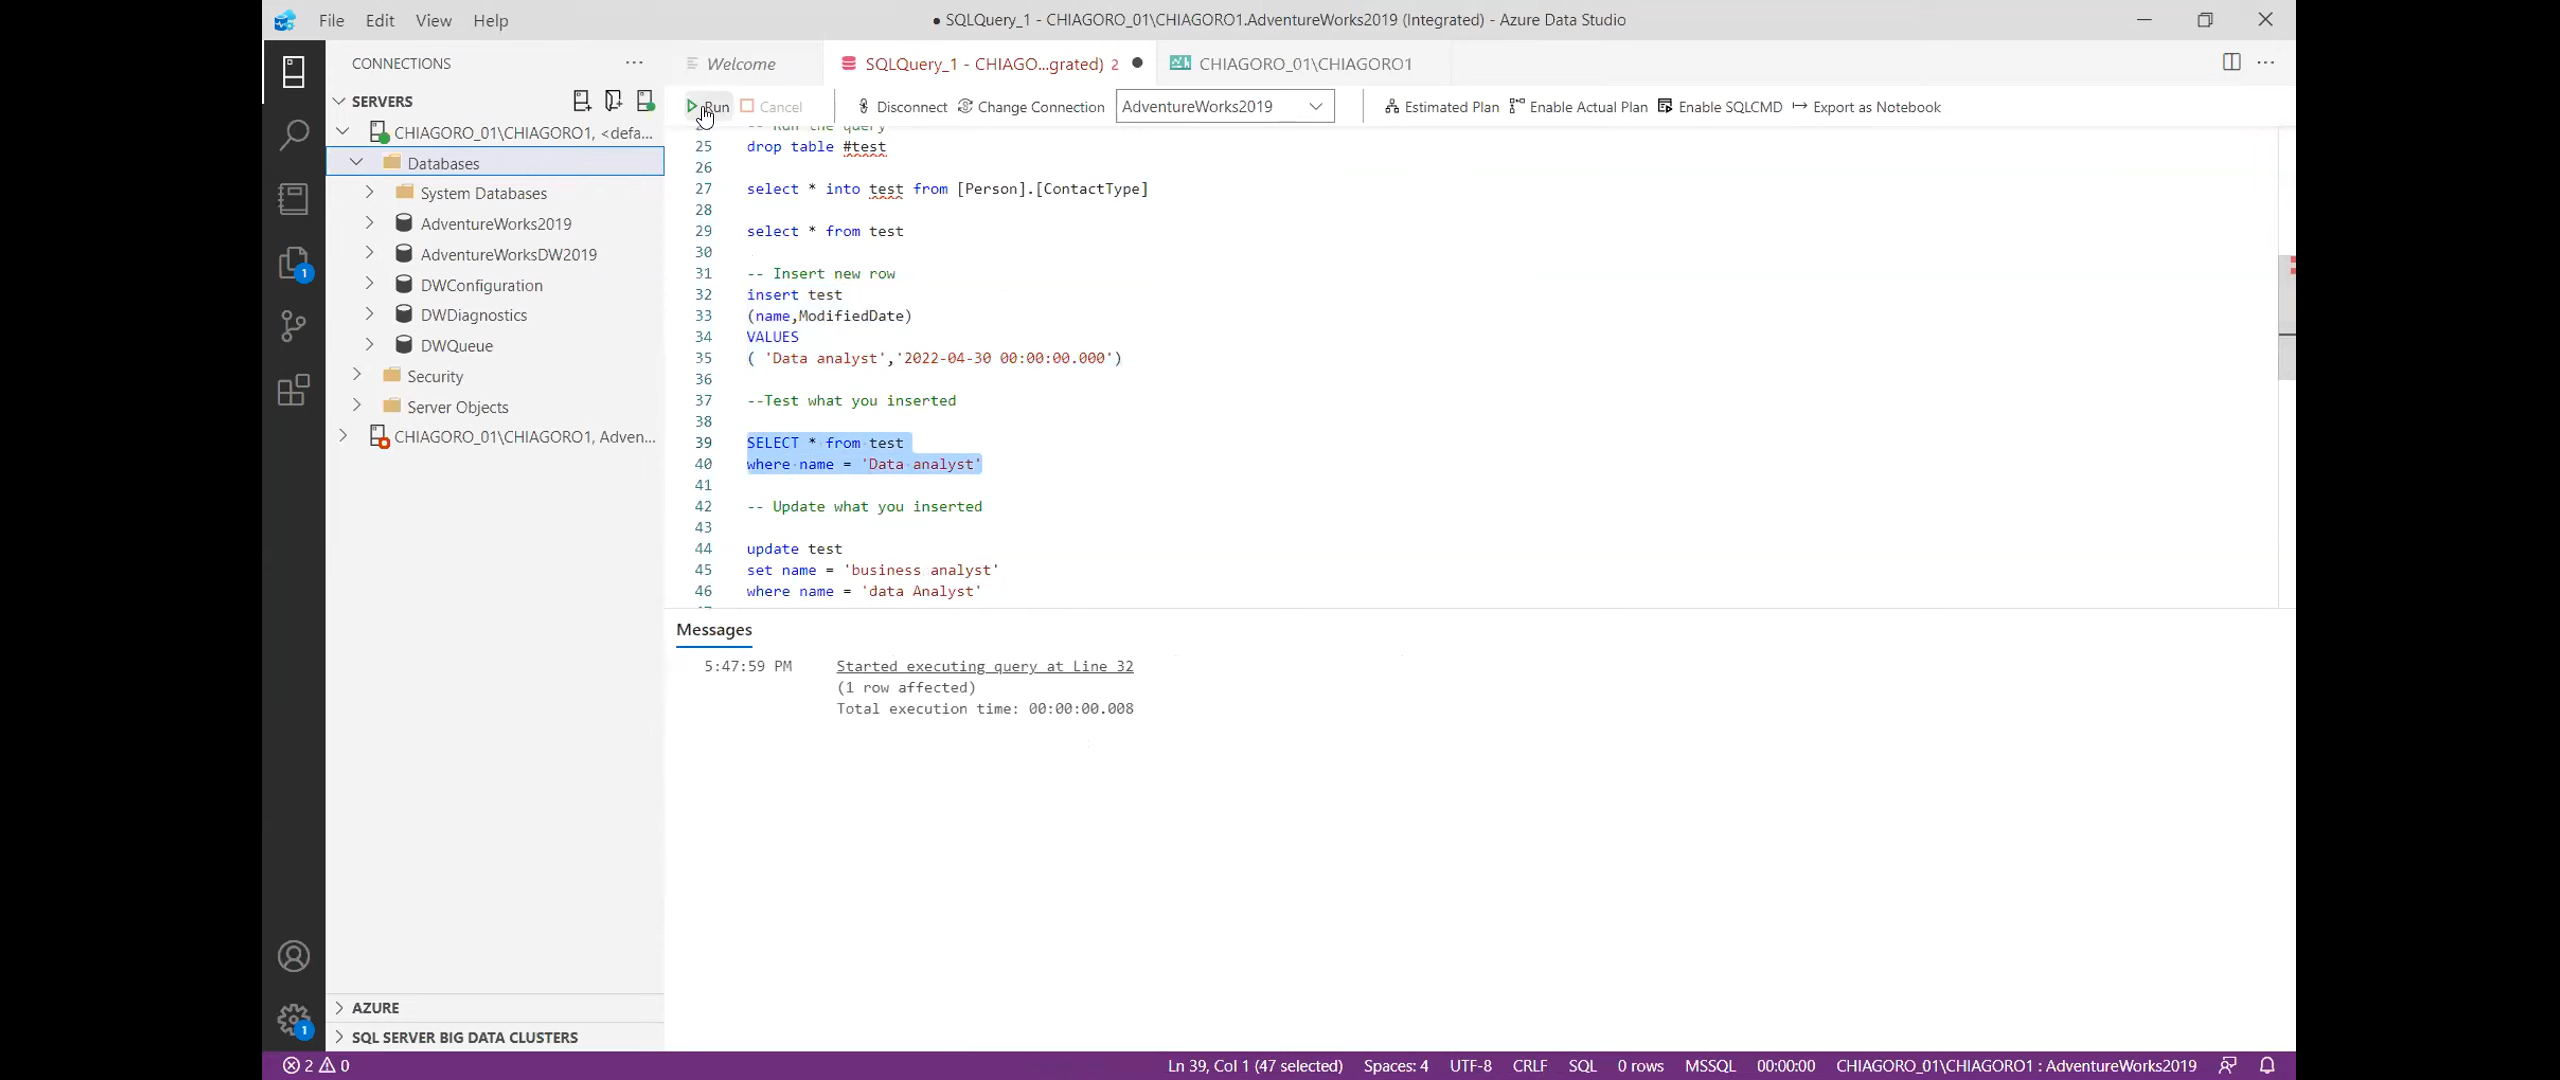 File Edit View Help ● SQLQuery_1 - CHIAGORO_01\CHIAGORO1.AdventureWorks2019 (Integrated) - Azure Data Studio
CONNECTIONS
Welcome
SQLQuery_1 - CHIAGO...grated) 2
CHIAGORO_01\CHIAGORO1
SERVERS
Run Cancel Disconnect Change Connection AdventureWorks2019 Estimated Plan Enable Actual Plan Enable SQLCMD Export as Notebook
CHIAGORO_01\CHIAGORO1, <defa...
Databases
System Databases
AdventureWorks2019
AdventureWorksDW2019
DWConfiguration
DWDiagnostics
DWQueue
Security
Server Objects
CHIAGORO_01\CHIAGORO1, Adven...
1
-- Run the query
25 drop table #test
26
27 select * into test from [Person].[ContactType]
28
29 select * from test
30
31 -- Insert new row
32 insert test
33 (name,ModifiedDate)
34 VALUES
35 ( 'Data analyst','2022-04-30 00:00:00.000')
36
37 --Test what you inserted
38
39 SELECT * from test
40 where name = 'Data analyst'
41
42 -- Update what you inserted
43
44 update test
45 set name = 'business analyst'
46 where name = 'data Analyst'
Messages
5:47:59 PM Started executing query at Line 32
(1 row affected)
Total execution time: 00:00:00.008
AZURE
1
SQL SERVER BIG DATA CLUSTERS
2 0 Ln 39, Col 1 (47 selected) Spaces: 4 UTF-8 CRLF SQL 0 rows MSSQL 00:00:00 CHIAGORO_01\CHIAGORO1 : AdventureWorks2019